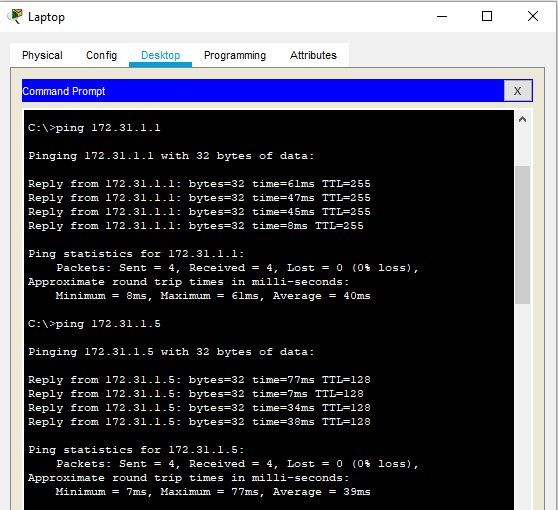 Laptop
Physical Config Desktop Programming Attributes
Command Prompt X
C:\>ping 172.31.1.1
Pinging 172.31.1.1 with 32 bytes of data:
Reply from 172.31.1.1: bytes=32 time=61ms TTL=255
Reply from 172.31.1.1: bytes=32 time=47ms TTL=255
Reply from 172.31.1.1: bytes=32 time=45ms TTL=255
Reply from 172.31.1.1: bytes=32 time=8ms TTL=255
Ping statistics for 172.31.1.1:
    Packets: Sent = 4, Received = 4, Lost = 0 (0% loss),
Approximate round trip times in milli-seconds:
    Minimum = 8ms, Maximum = 61ms, Average = 40ms
C:\>ping 172.31.1.5
Pinging 172.31.1.5 with 32 bytes of data:
Reply from 172.31.1.5: bytes=32 time=77ms TTL=128
Reply from 172.31.1.5: bytes=32 time=7ms TTL=128
Reply from 172.31.1.5: bytes=32 time=34ms TTL=128
Reply from 172.31.1.5: bytes=32 time=38ms TTL=128
Ping statistics for 172.31.1.5:
    Packets: Sent = 4, Received = 4, Lost = 0 (0% loss),
Approximate round trip times in milli-seconds:
    Minimum = 7ms, Maximum = 77ms, Average = 39ms